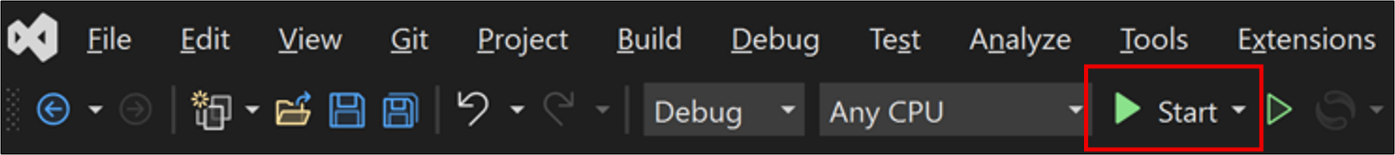 File Edit View Git Project Build Debug Test Analyze Tools Extensions
Debug Any CPU Start